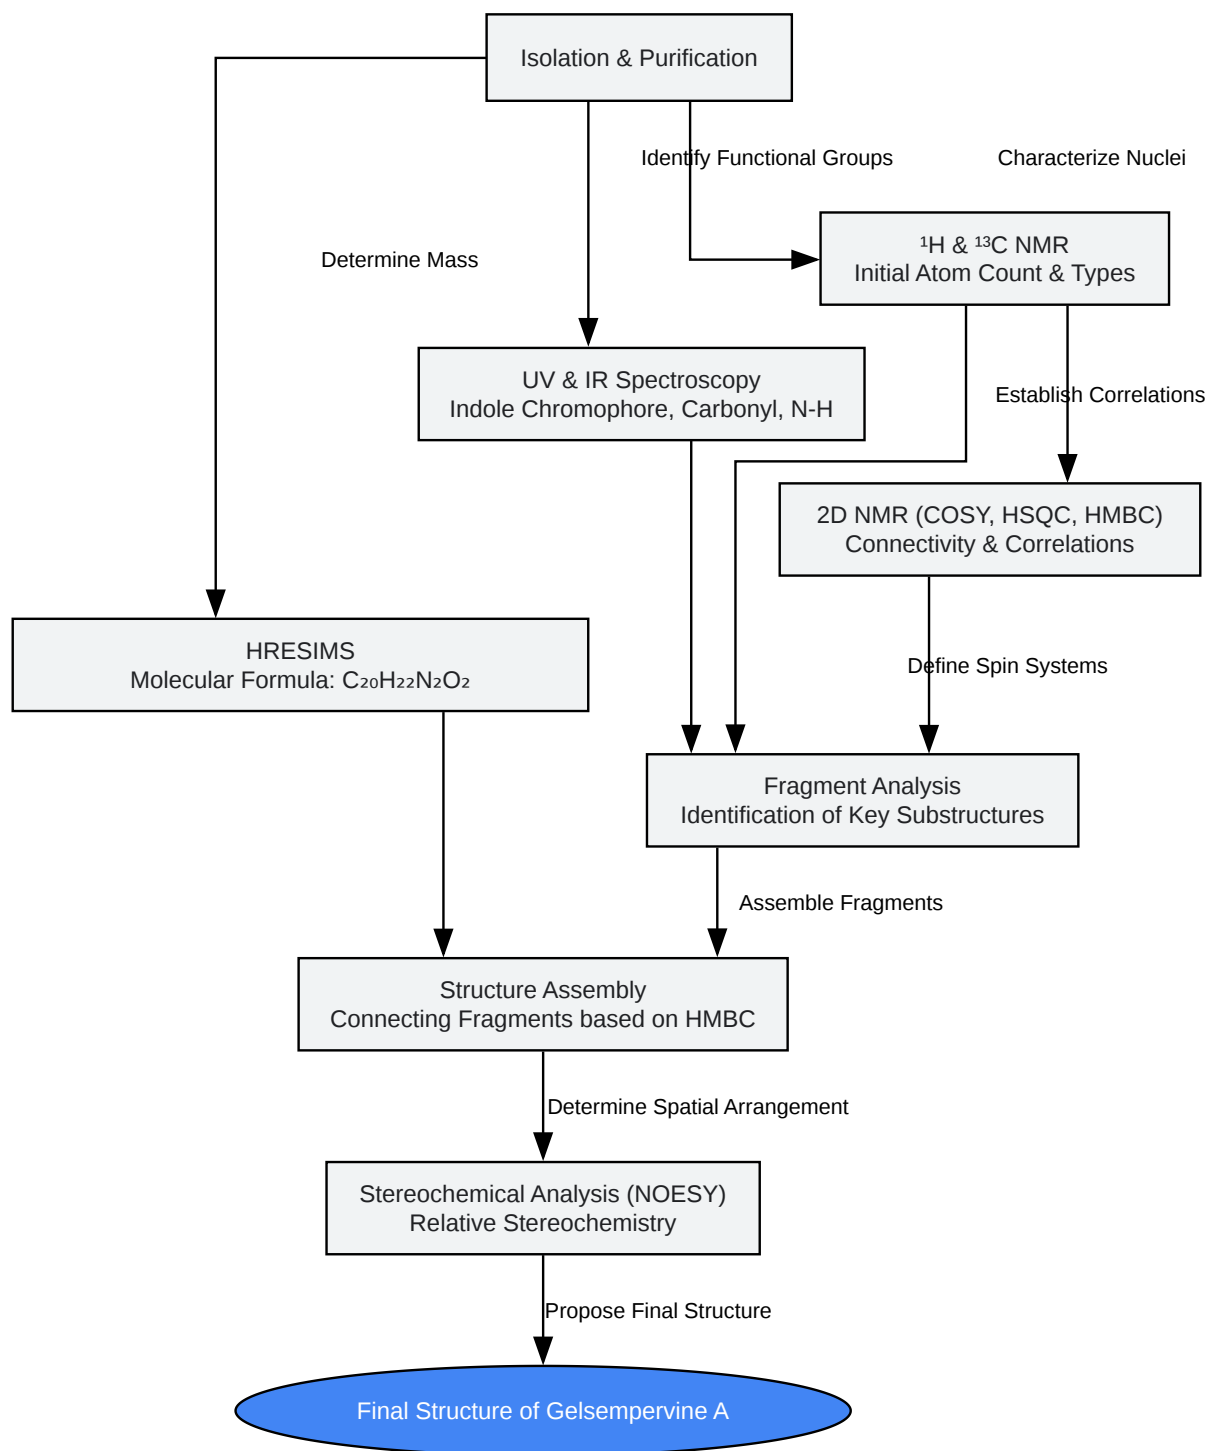 Isolation & Purification
Identify Functional Groups
Characterize Nuclei
Determine Mass
¹H & ¹³C NMR
Initial Atom Count & Types
UV & IR Spectroscopy
Indole Chromophore, Carbonyl, N-H
Establish Correlations
2D NMR (COSY, HSQC, HMBC)
Connectivity & Correlations
HRESIMS
Molecular Formula: C₂₀H₂₂N₂O₂
Define Spin Systems
Fragment Analysis
Identification of Key Substructures
Assemble Fragments
Structure Assembly
Connecting Fragments based on HMBC
Determine Spatial Arrangement
Stereochemical Analysis (NOESY)
Relative Stereochemistry
Propose Final Structure
Final Structure of Gelsempervine A